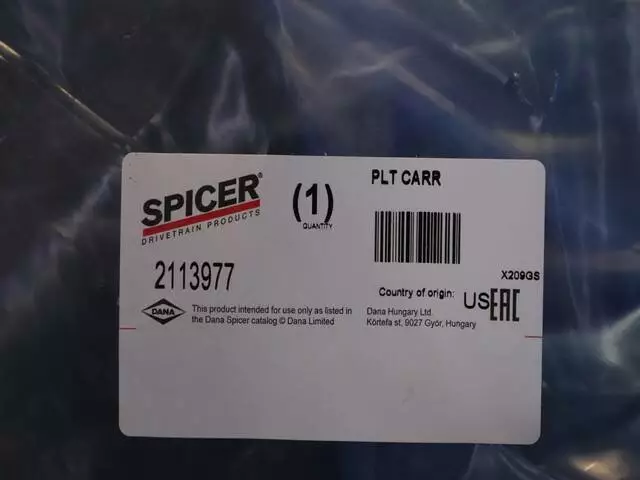 SPICER®
DRIVETRAIN PRODUCTS
(1)
QUANTITY
PLT CARR
2113977
X209GS
Country of origin: US
EAC
DANA
This product intended for use only as listed in
the Dana Spicer catalog © Dana Limited
Dana Hungary Ltd.
Körtefa st, 9027 Győr, Hungary